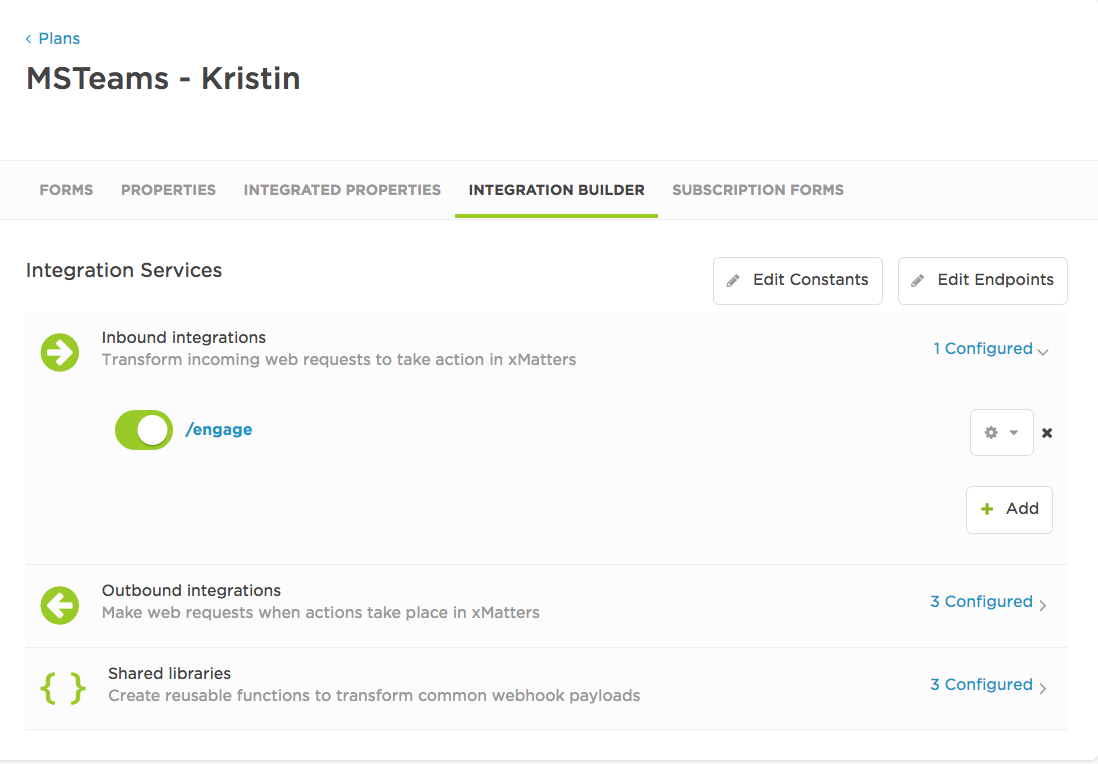 ‹ Plans
MSTeams - Kristin
FORMS PROPERTIES INTEGRATED PROPERTIES INTEGRATION BUILDER SUBSCRIPTION FORMS
Integration Services
Edit Constants Edit Endpoints
Inbound integrations
Transform incoming web requests to take action in xMatters
1 Configured
/engage
+ Add
Outbound integrations
Make web requests when actions take place in xMatters
3 Configured
{ } Shared libraries
Create reusable functions to transform common webhook payloads
3 Configured